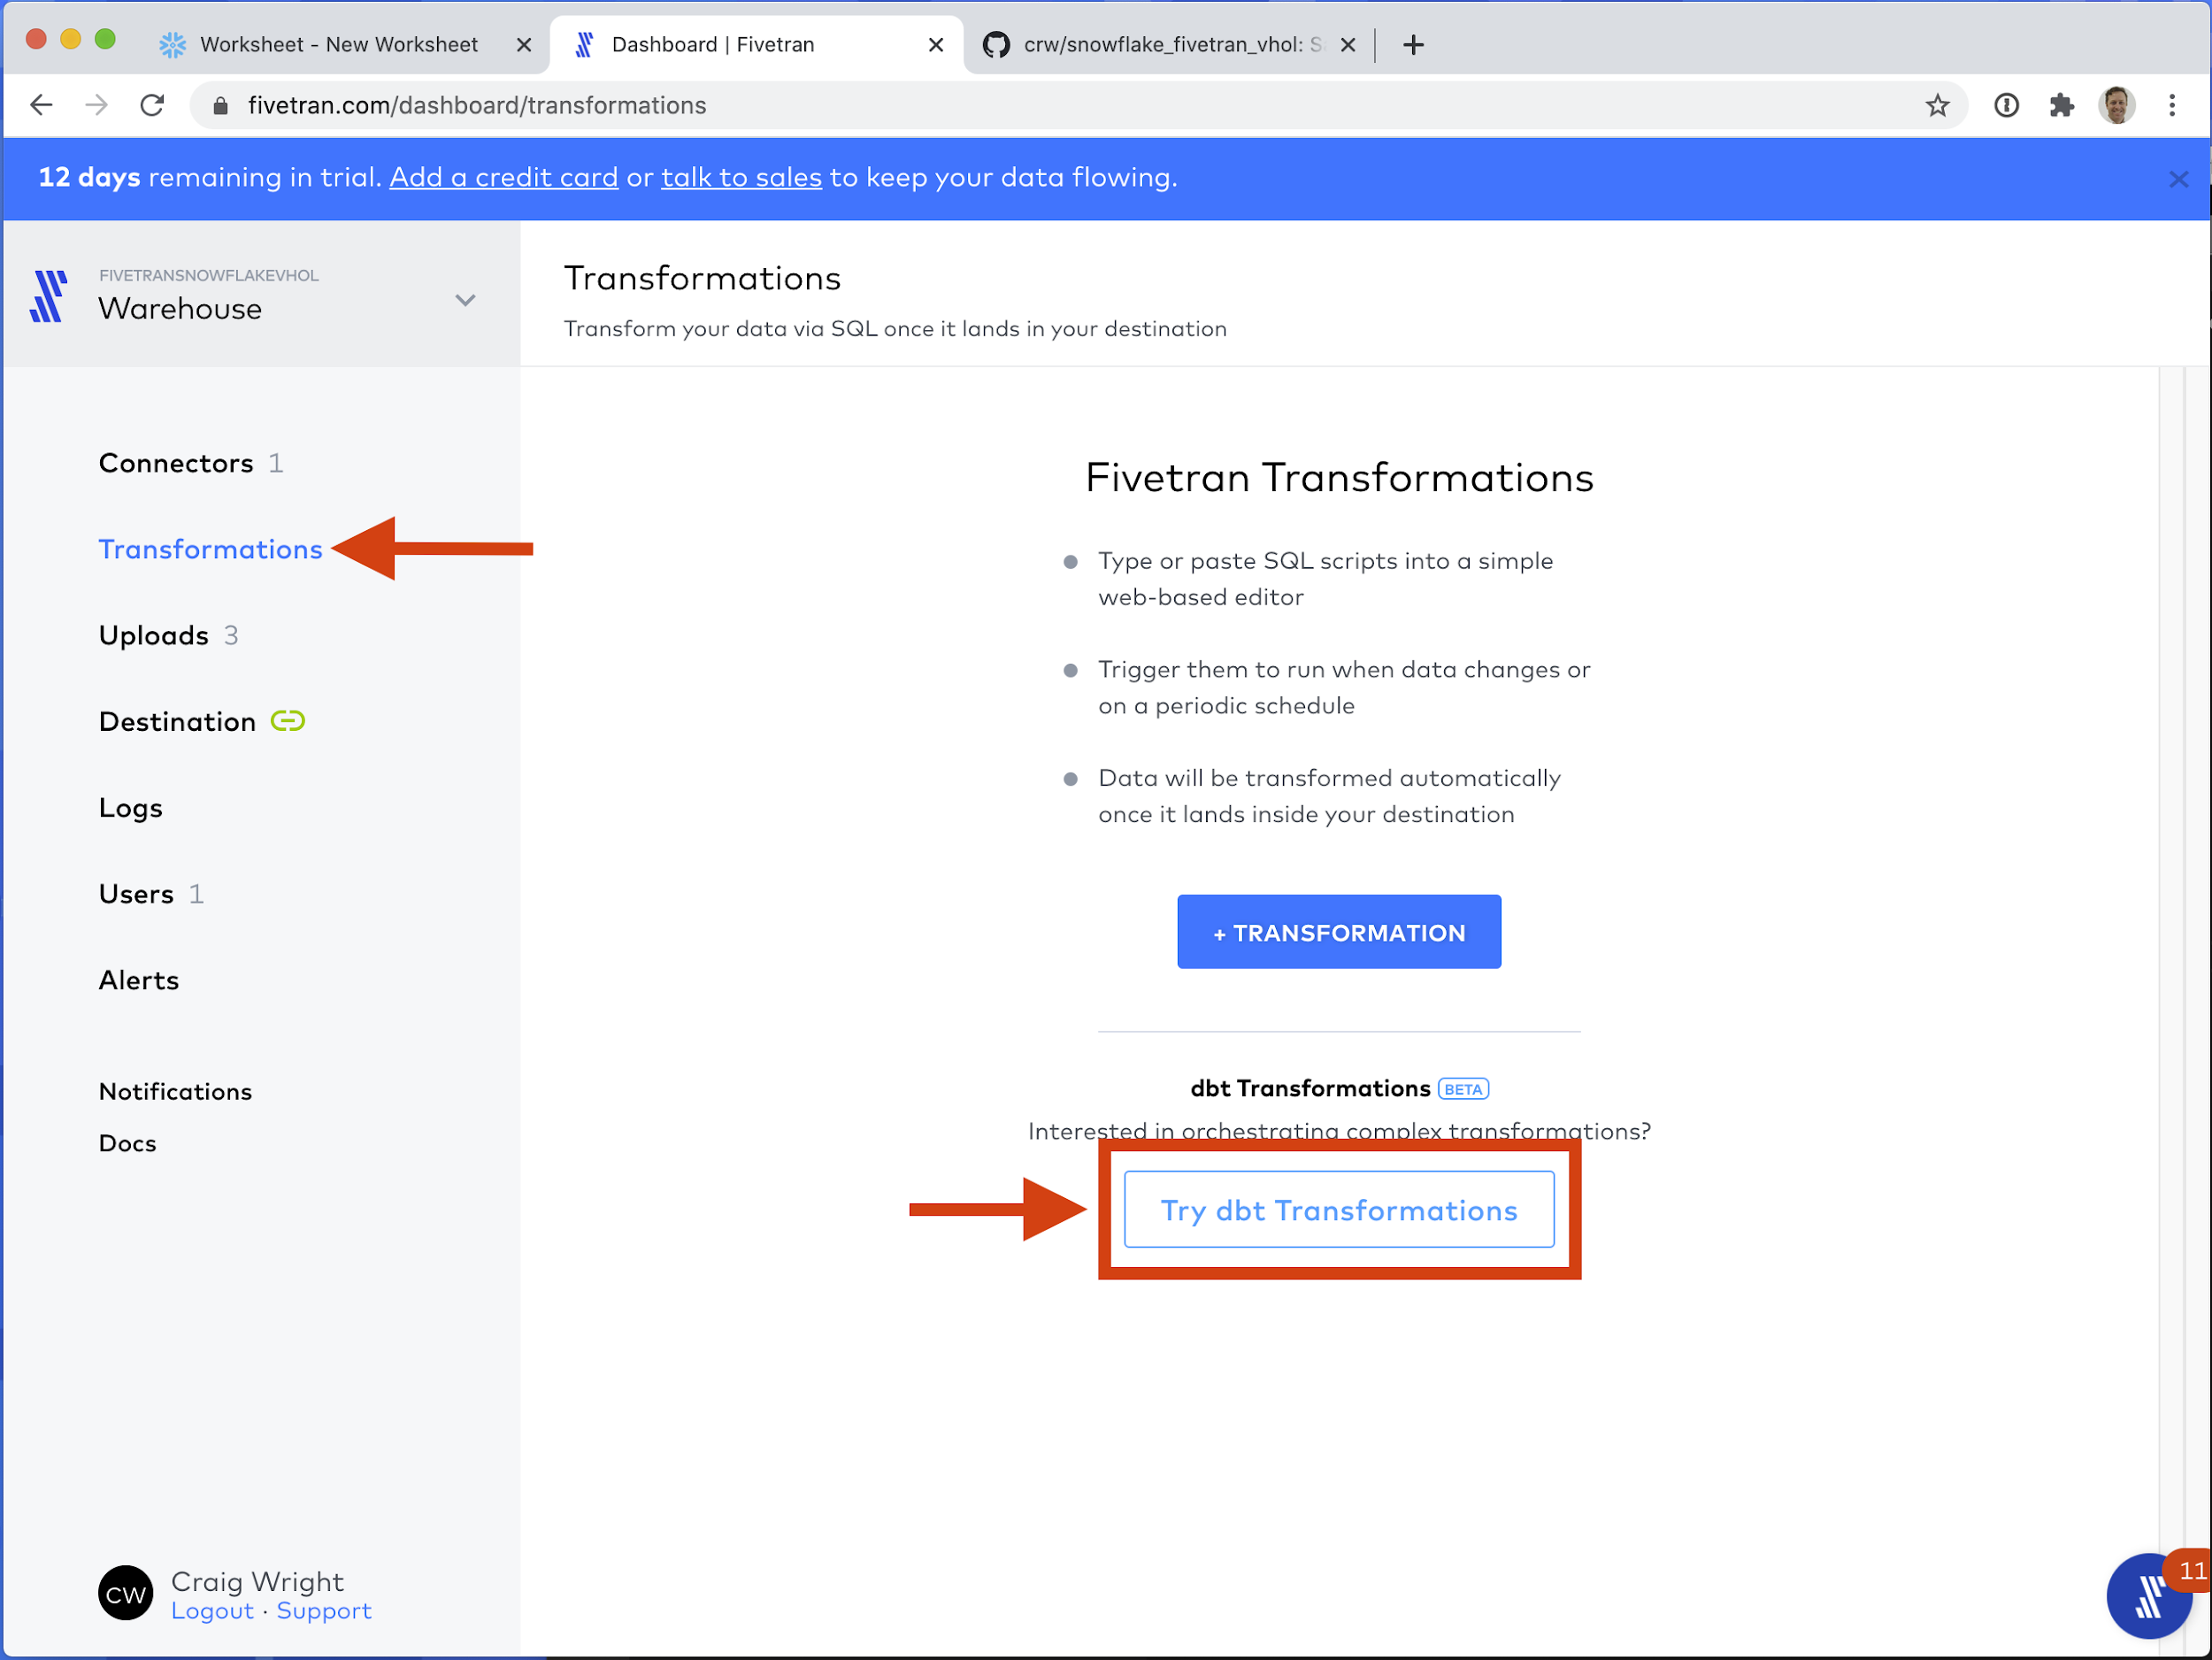 Worksheet - New Worksheet
Dashboard | Fivetran
crw/snowflake_fivetran_vhol: S
fivetran.com/dashboard/transformations
12 days remaining in trial. Add a credit card or talk to sales to keep your data flowing.
FIVETRANSNOWFLAKEVHOL
Warehouse
Transformations
Transform your data via SQL once it lands in your destination
Connectors 1
Transformations
Uploads 3
Destination
Logs
Users 1
Alerts
Notifications
Docs
Fivetran Transformations
Type or paste SQL scripts into a simple
web-based editor
Trigger them to run when data changes or
on a periodic schedule
Data will be transformed automatically
once it lands inside your destination
+ TRANSFORMATION
dbt Transformations BETA
Interested in orchestrating complex transformations?
Try dbt Transformations
CW
Craig Wright
Logout · Support
11